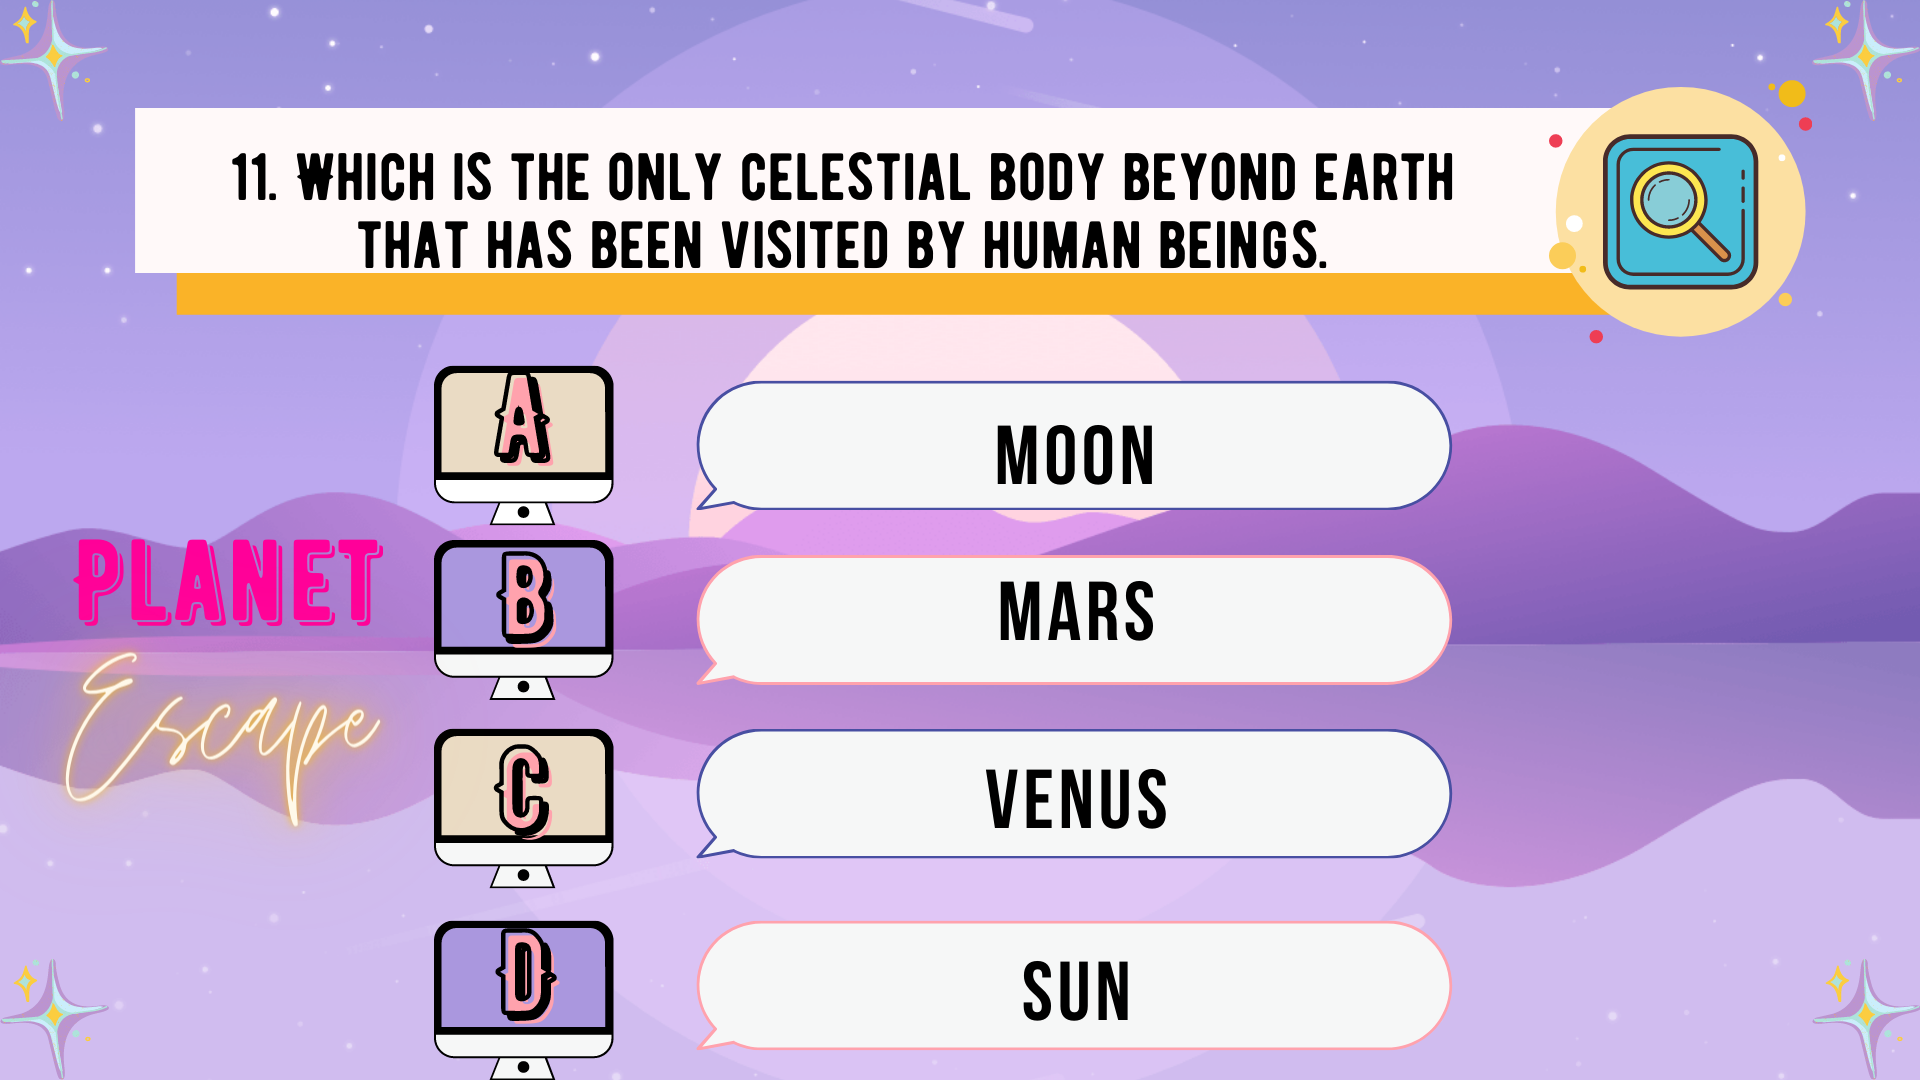 11. WHICH IS THE ONLY CELESTIAL BODY BEYOND EARTH
THAT HAS BEEN VISITED BY HUMAN BEINGS.
A
MOON
PLANET
Escape
B
MARS
C
VENUS
D
SUN